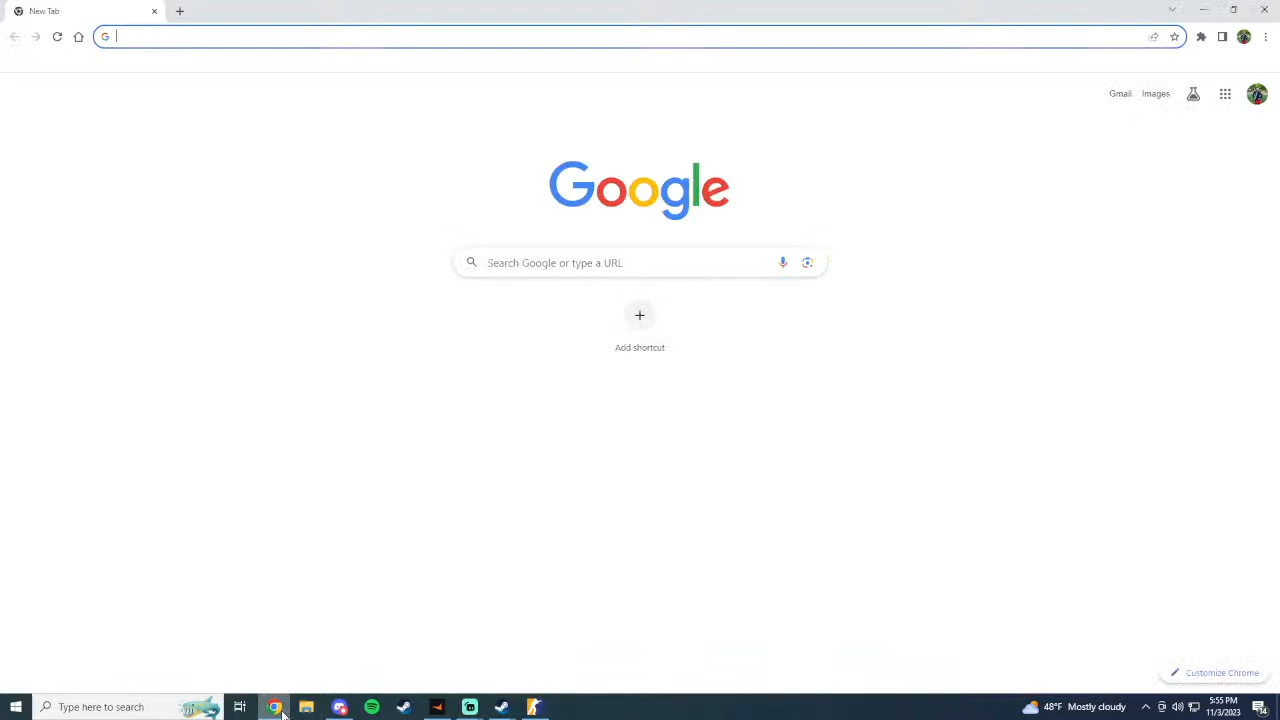 New Tab
Gmail Images
Google
Search Google or type a URL
Add shortcut
Customize Chrome
Type here to search
48°F Mostly cloudy
5:55 PM
11/3/2023
14